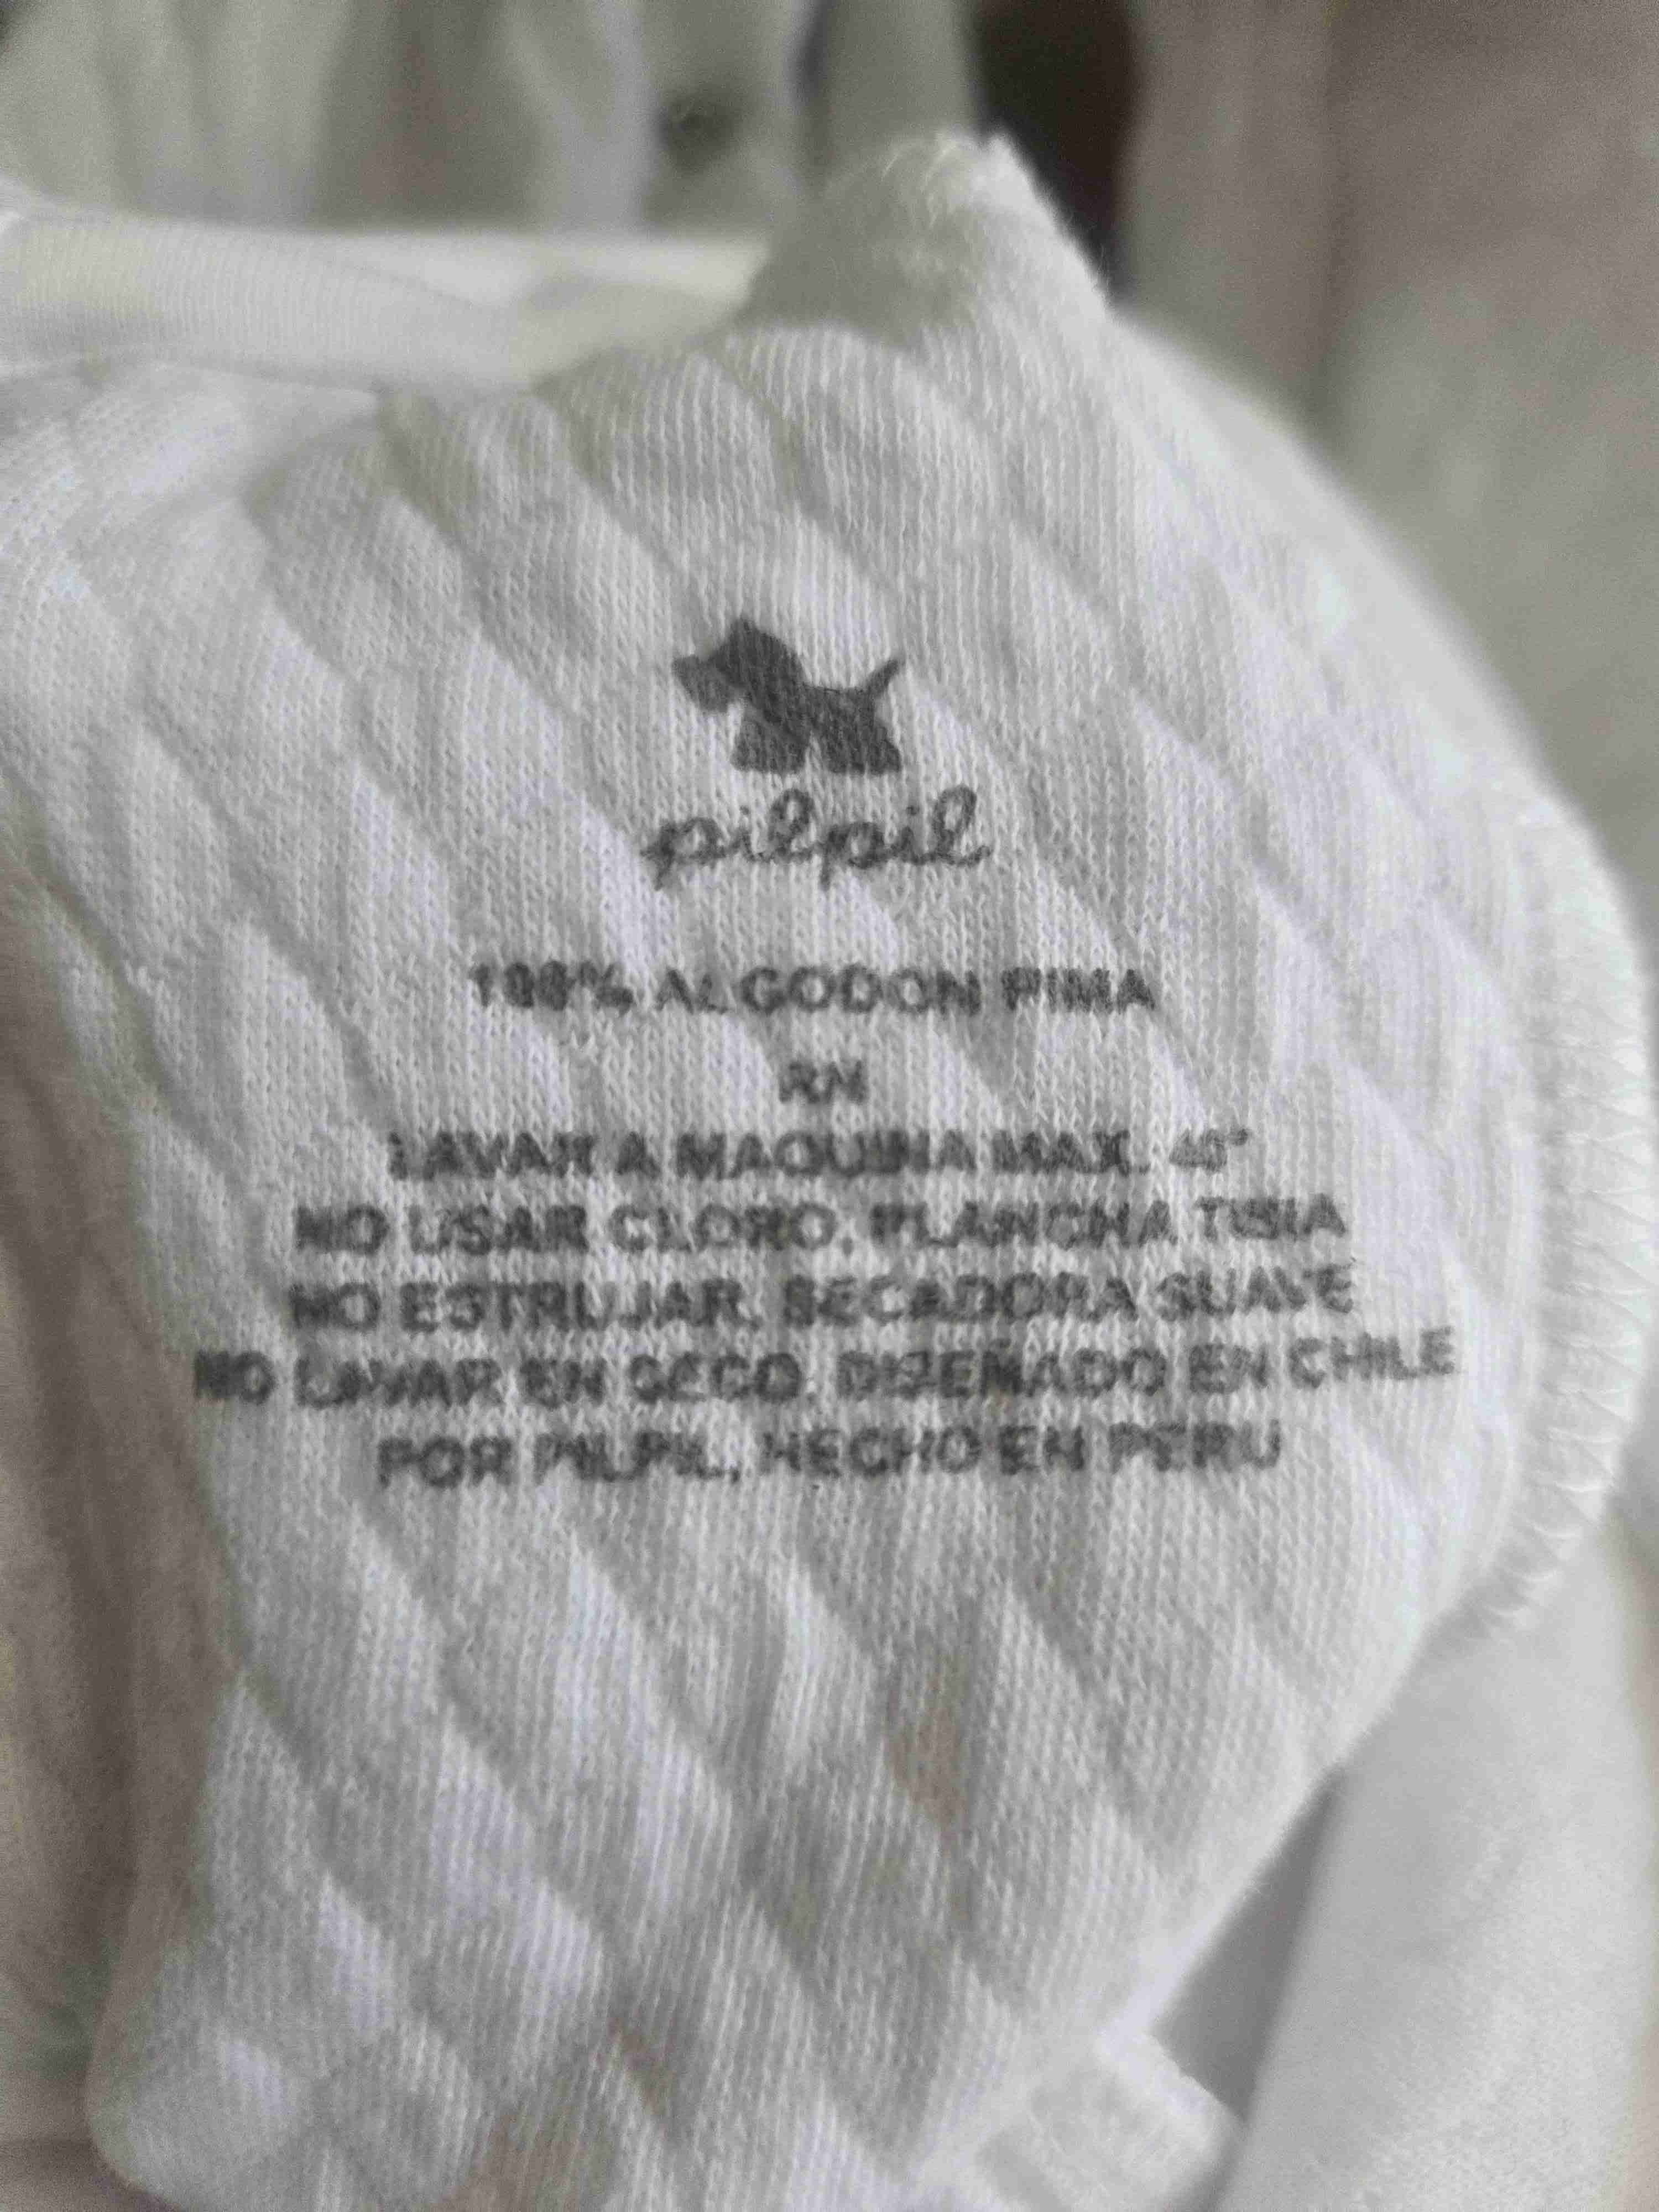 pilpil
100% ALGODON PIMA
RN
LAVAR A MAQUINA MAX.
NO USAR CLORO, PLANCHA TIBIA
NO ESTRUJAR. SECADORA SUAVE
NO LAVAR EN SECO. DISEÑADO EN CHILE
POR PILPIL, HECHO EN PERU